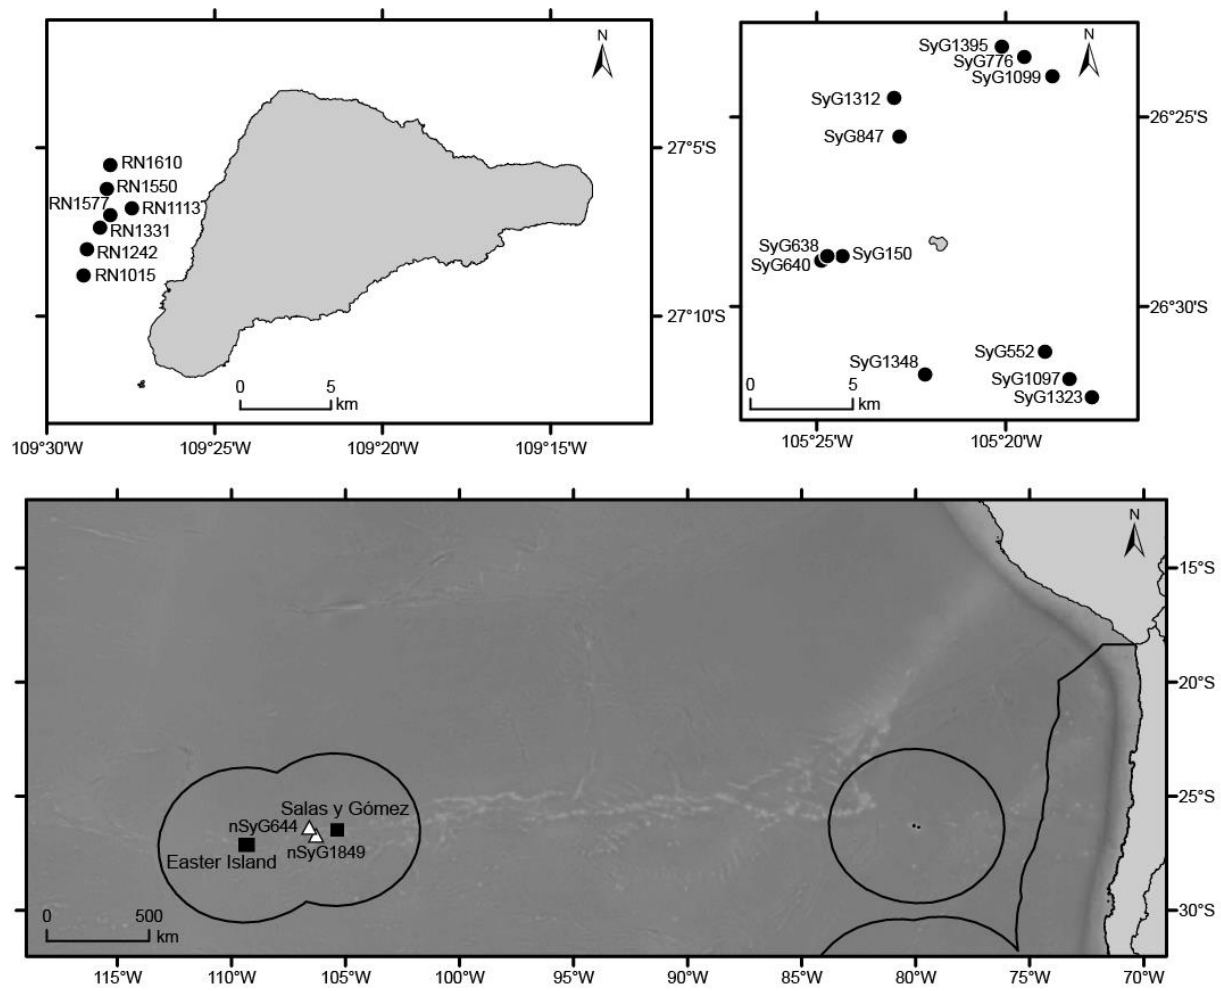 N
RN1610
RN1550
RN1577
RN1113
RN1331
RN1242
RN1015
27°5'S
27°10'S
0 5
km
109°30'W 109°25'W 109°20'W 109°15'W
N
SyG1395
SyG776
SyG1099
SyG1312
SyG847
26°25'S
SyG638
SyG150
SyG640
26°30'S
SyG552
SyG1348
SyG1097
SyG1323
0 5
km
105°25'W 105°20'W
N
15°S
20°S
25°S
30°S
Salas y Gómez
nSyG644
nSyG1849
Easter Island
0 500
km
115°W 110°W 105°W 100°W 95°W 90°W 85°W 80°W 75°W 70°W